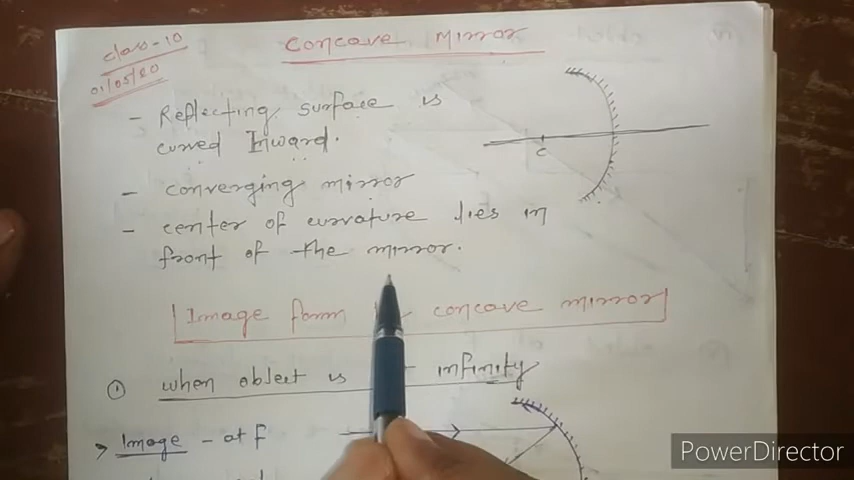 class-10
01/05/20
concave mirror
- Reflecting surface is
curved Inward.
- converging mirror
- center of curvature lies in
front of the mirror.
c
Image form concave mirror
① when object is infinity
> Image - at f
PowerDirector